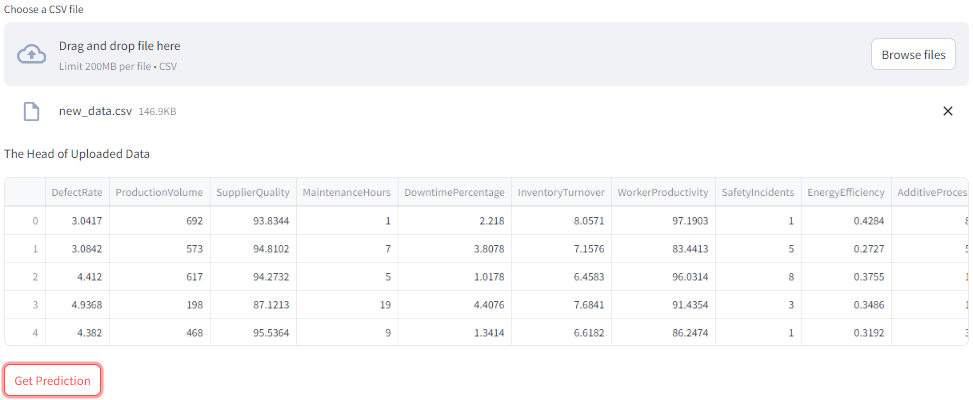 Choose a CSV file
Drag and drop file here
Limit 200MB per file • CSV
Browse files
new_data.csv 146.9KB
The Head of Uploaded Data
DefectRate ProductionVolume SupplierQuality MaintenanceHours DowntimePercentage InventoryTurnover WorkerProductivity SafetyIncidents EnergyEfficiency AdditiveProces
0 3.0417 692 93.8344 1 2.218 8.0571 97.1903 1 0.4284
1 3.0842 573 94.8102 7 3.8078 7.1576 83.4413 5 0.2727
2 4.412 617 94.2732 5 1.0178 6.4583 96.0314 8 0.3755
3 4.9368 198 87.1213 19 4.4076 7.6841 91.4354 3 0.3486
4 4.382 468 95.5364 9 1.3414 6.6182 86.2474 1 0.3192
Get Prediction